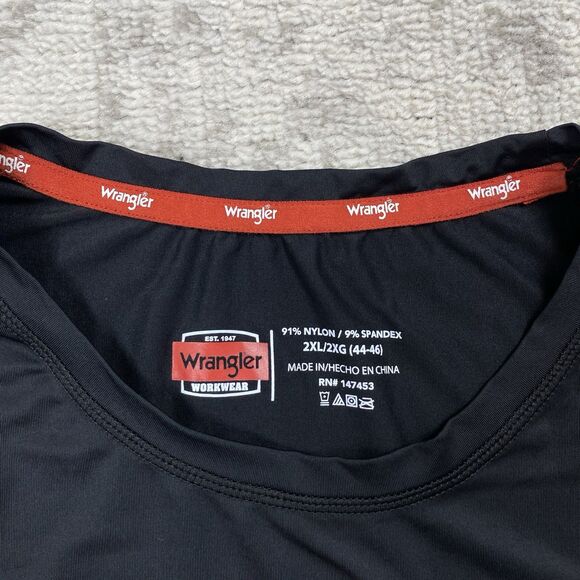 Wrangler Wrangler Wrangler Wrangler Wrangler
EST. 1947
Wrangler
WORKWEAR
91% NYLON / 9% SPANDEX
2XL/2XG (44-46)
MADE IN/HECHO EN CHINA
RN# 147453